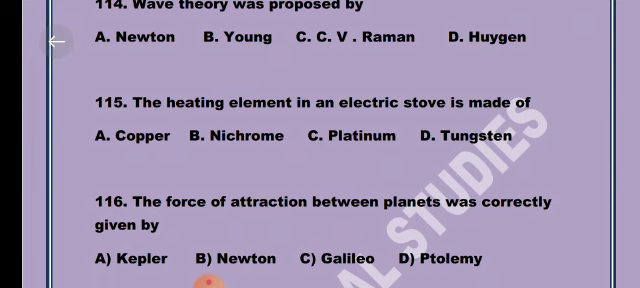 114. Wave theory was proposed by
A. Newton B. Young C. C. V . Raman D. Huygen
115. The heating element in an electric stove is made of
A. Copper B. Nichrome C. Platinum D. Tungsten
116. The force of attraction between planets was correctly
given by
A) Kepler B) Newton C) Galileo D) Ptolemy
AL STUDIES